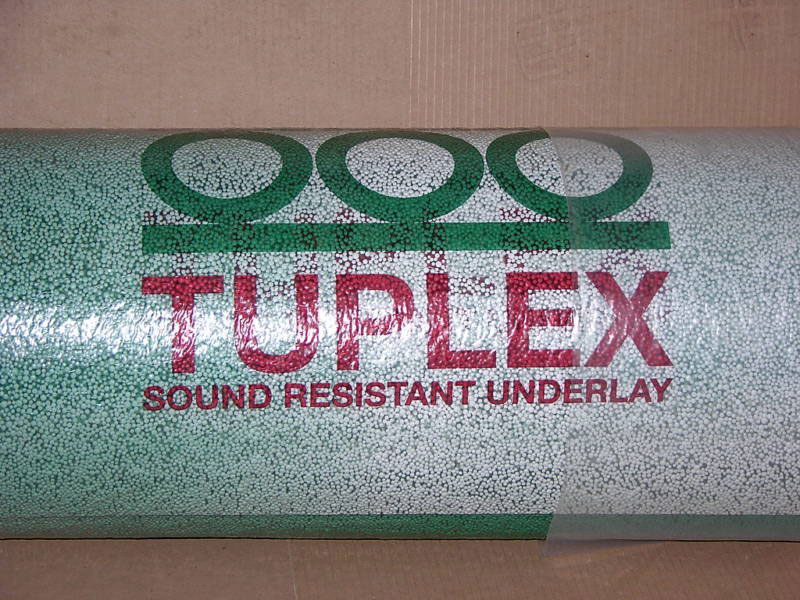 TUPLEX
SOUND RESISTANT UNDERLAY